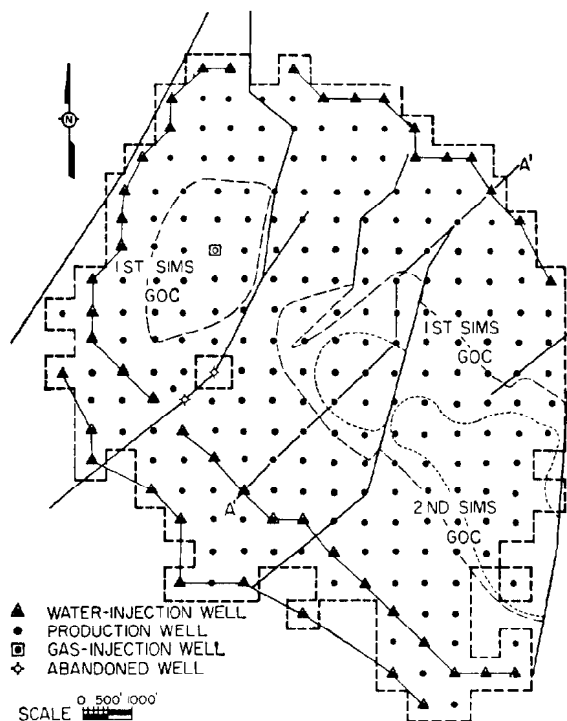 N
A'
1ST SIMS
GOC
1ST SIMS
GOC
A
2ND SIMS
GOC
WATER-INJECTION WELL
PRODUCTION WELL
GAS-INJECTION WELL
ABANDONED WELL
0 500' 1000'
SCALE